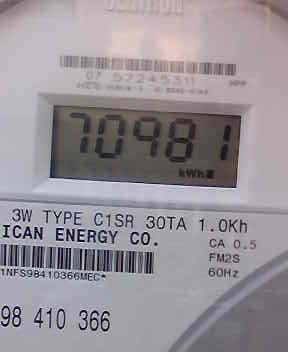 CENTRON
07 57245311
70981
kWh
3W TYPE C1SR 30TA 1.0Kh
ICAN ENERGY CO.
CA 0.5
FM2S
60Hz
1NFS98410366MEC*
98 410 366